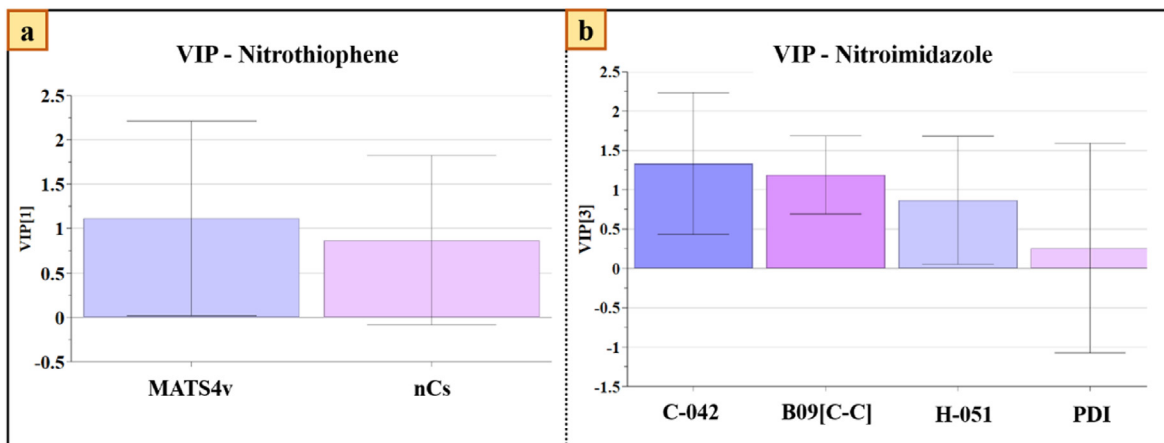 a
VIP - Nitrothiophene
2.5
2
1.5
1
0.5
0
-0.5
VIP[1]
MATS4v
nCs
b
VIP - Nitroimidazole
2.5
2
1.5
1
0.5
0
-0.5
-1
-1.5
VIP[3]
C-042
B09[C-C]
H-051
PDI